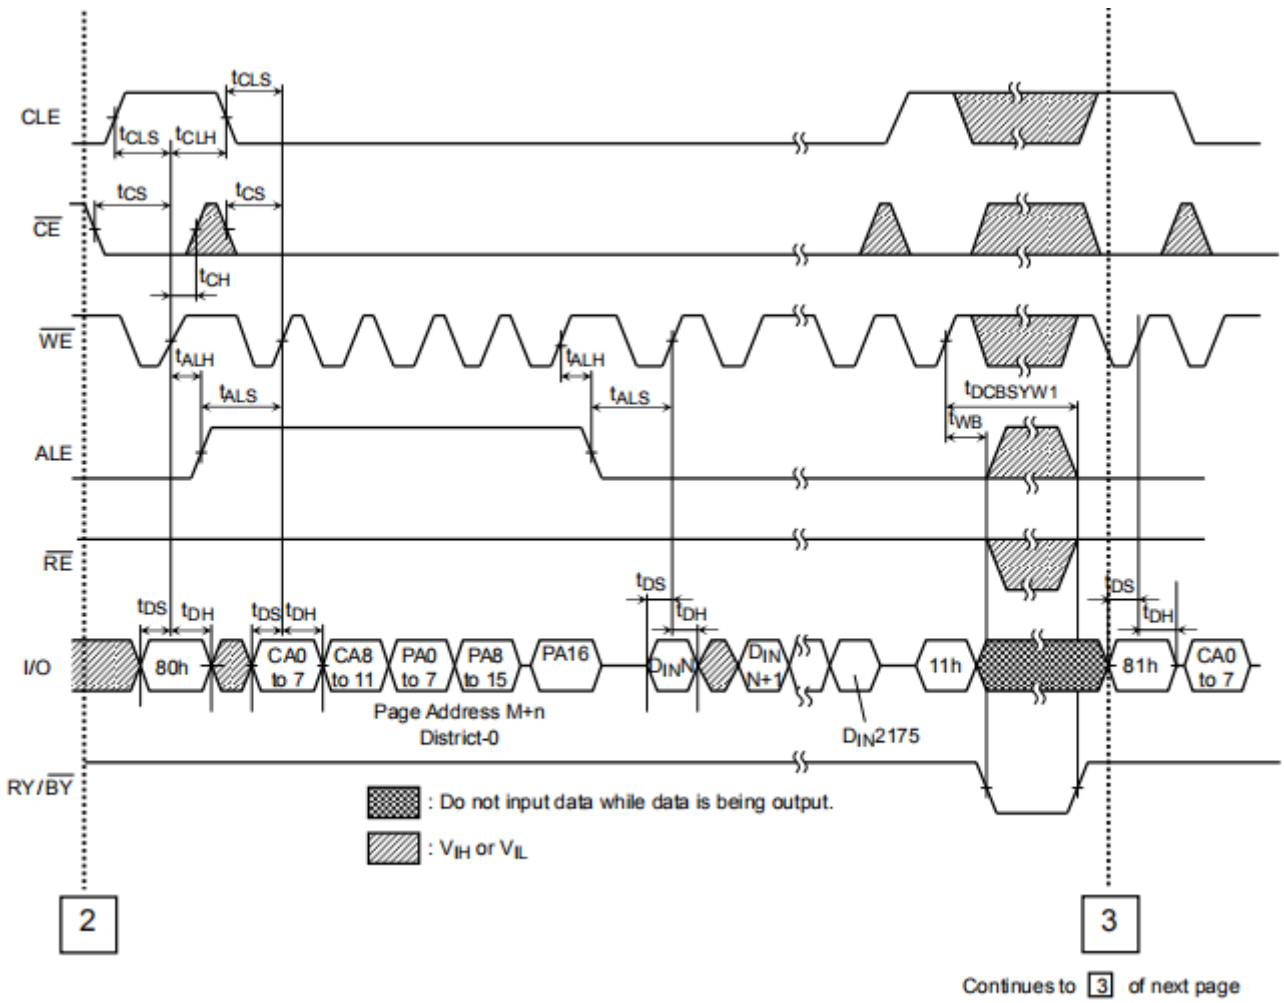 tCLS
CLE
tCLS tCLH
tCS tCS
CE
tCH
WE
tALH tALH
tALS tALS
tDCBSYW1
tWB
ALE
RE
tDS tDH tDS tDH tDS tDH tDS tDH
I/O 80h CA0 to 7 CA8 to 11 PA0 to 7 PA8 to 15 PA16 DINN DIN N+1 11h 81h CA0 to 7
Page Address M+n
District-0
DIN2175
RY/BY
: Do not input data while data is being output.
: VIH or VIL
2 3
Continues to 3 of next page